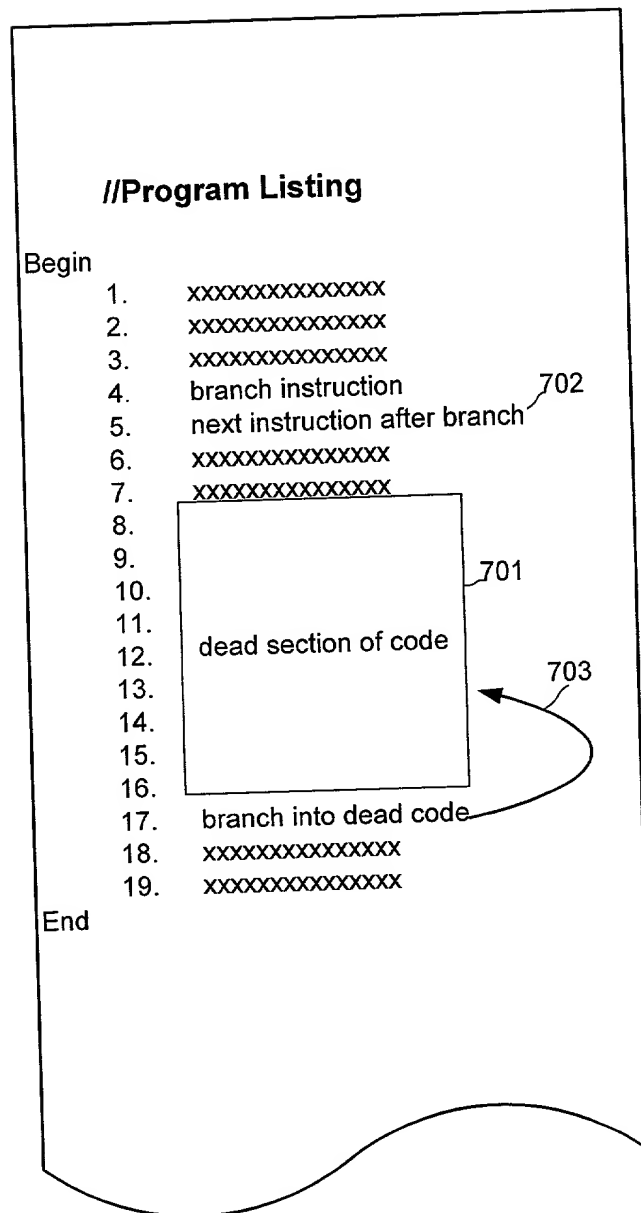 //Program Listing
Begin
1. xxxxxxxxxxxxxxx
2. xxxxxxxxxxxxxxx
3. xxxxxxxxxxxxxxx
4. branch instruction
702
5. next instruction after branch
6. xxxxxxxxxxxxxxx
7. xxxxxxxxxxxxxxx
8.
9.
10.
701
11.
12. dead section of code
13.
703
14.
15.
16.
17. branch into dead code
18. xxxxxxxxxxxxxxx
19. xxxxxxxxxxxxxxx
End